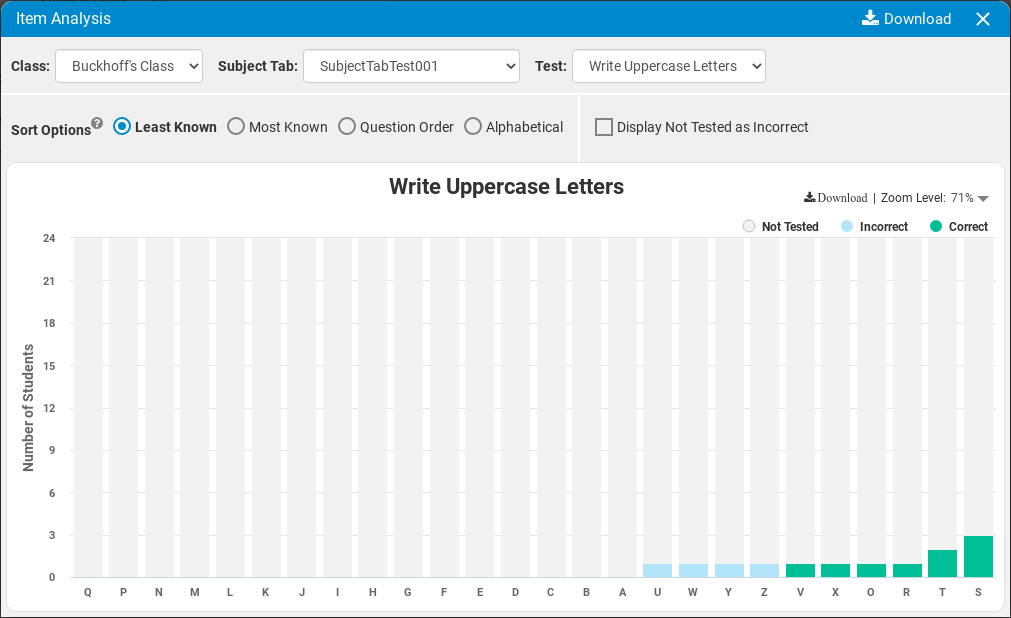 Item Analysis Download
Class: Buckhoff's Class Subject Tab: SubjectTabTest001 Test: Write Uppercase Letters
Sort Options ? Least Known Most Known Question Order Alphabetical Display Not Tested as Incorrect
Write Uppercase Letters
Download | Zoom Level: 71%
Not Tested Incorrect Correct
Number of Students
24
21
18
15
12
9
6
3
0
Q P N M L K J I H G F E D C B A U W Y Z V X O R T S